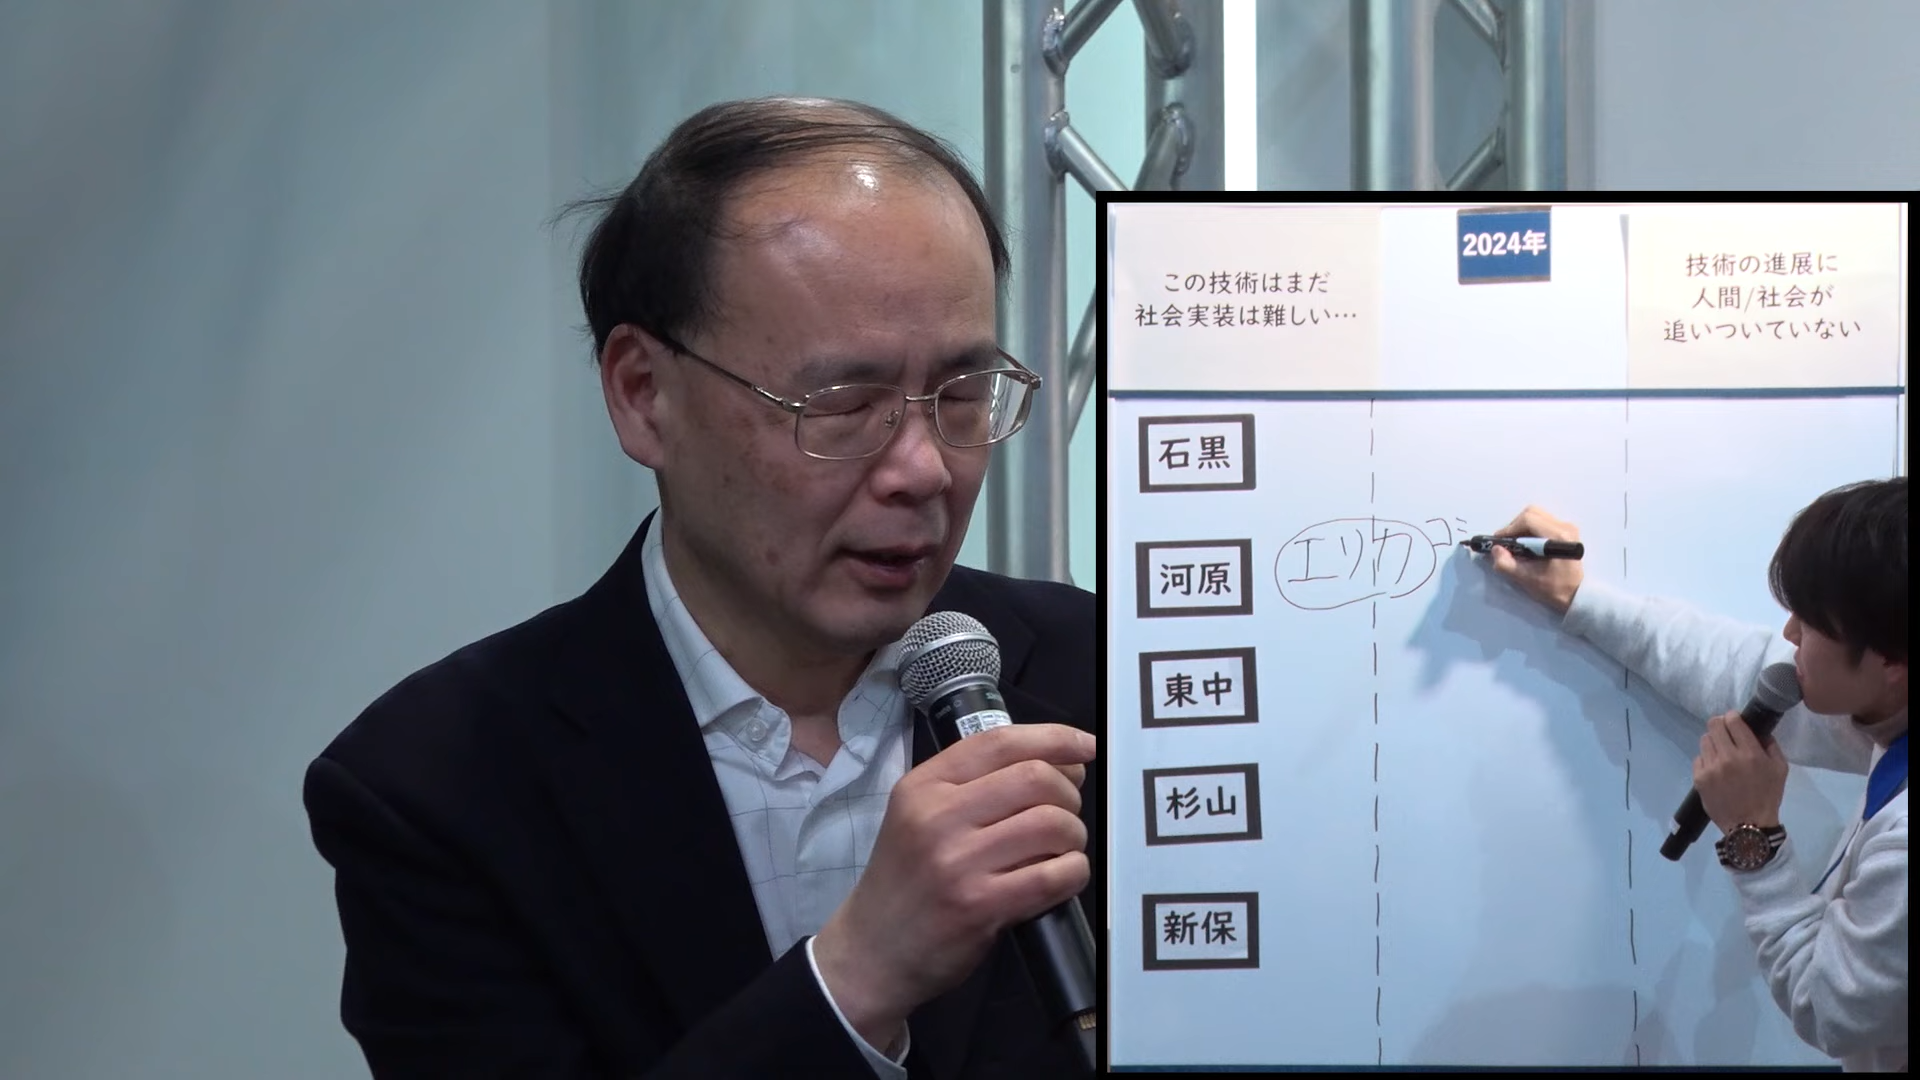 2024年
この技術はまだ
社会実装は難しい…
技術の進展に
人間/社会が
追いついていない
石黒
河原
エリカ
コミ
東中
杉山
新保